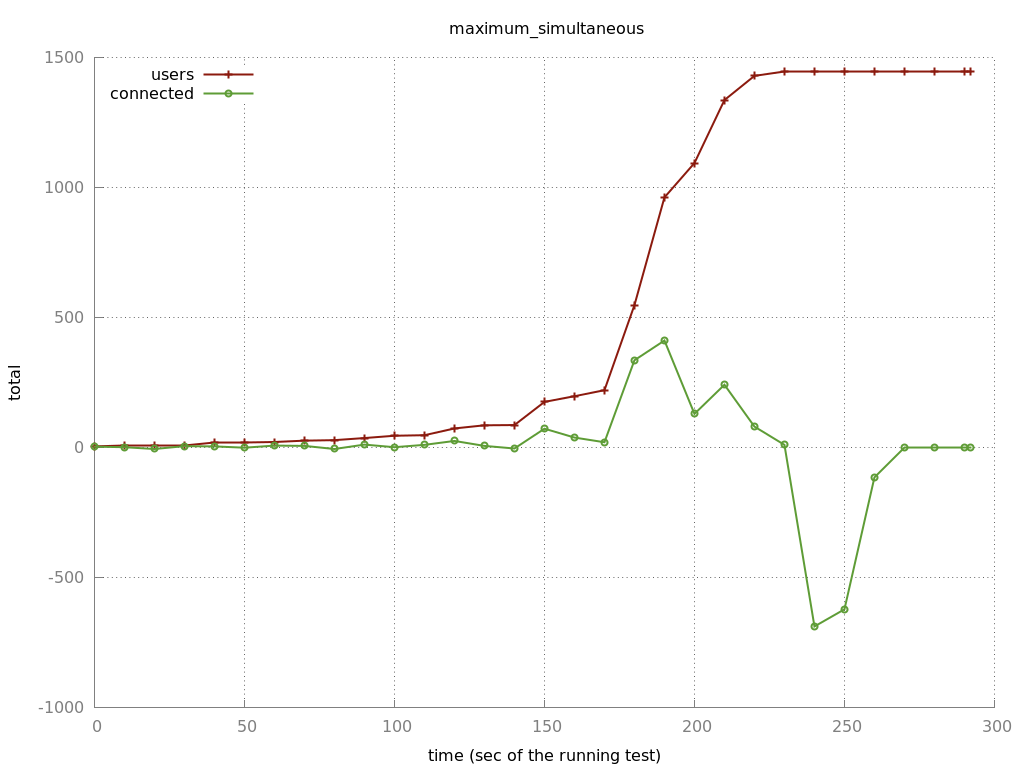 maximum_simultaneous
users
connected
1500
1000
500
0
-500
-1000
total
0 50 100 150 200 250 300
time (sec of the running test)